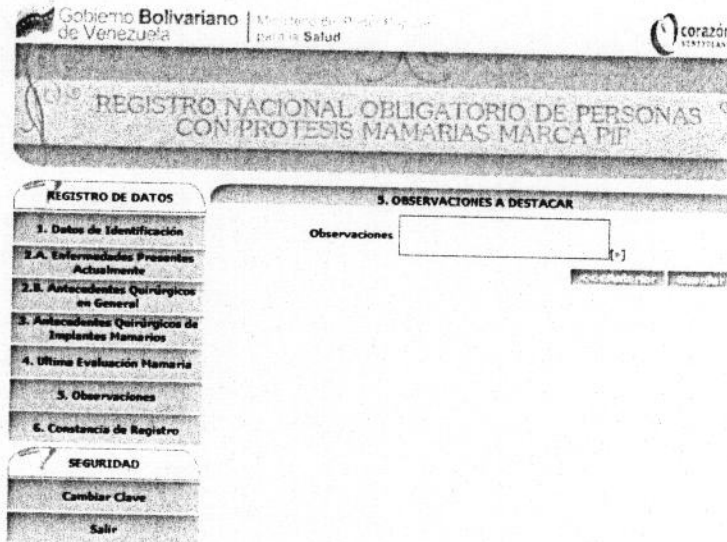 Gobierno Bolivariano
de Venezuela
para la Salud
corazón
REGISTRO NACIONAL OBLIGATORIO DE PERSONAS
CON PROTESIS MAMARIAS MARCA PIP
REGISTRO DE DATOS
1. Datos de Identificación
2.A. Enfermedades Presentes
Actualmente
2.B. Antecedentes Quirúrgicos
en General
3. Antecedentes Quirúrgicos de
Implantes Mamarios
4. Ultima Evaluación Mamaria
5. Observaciones
6. Constancia de Registro
SEGURIDAD
Cambiar Clave
Salir
5. OBSERVACIONES A DESTACAR
Observaciones